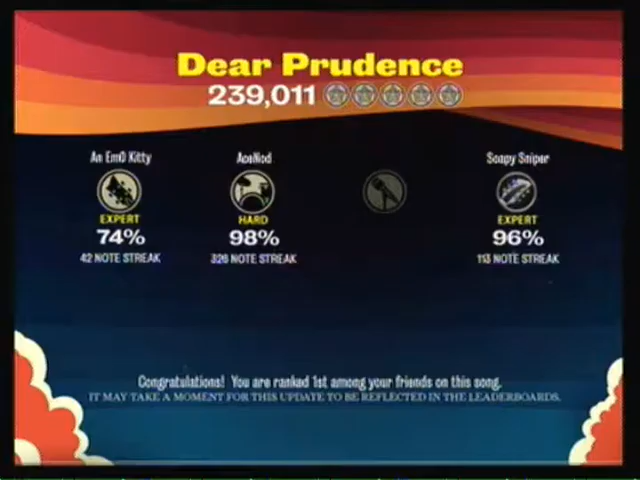 Dear Prudence
239,011
An EmO Kitty
AceNod
Soapy Sniper
EXPERT
HARD
EXPERT
74%
98%
96%
42 NOTE STREAK
326 NOTE STREAK
113 NOTE STREAK
Congratulations! You are ranked 1st among your friends on this song.
IT MAY TAKE A MOMENT FOR THIS UPDATE TO BE REFLECTED IN THE LEADERBOARDS.